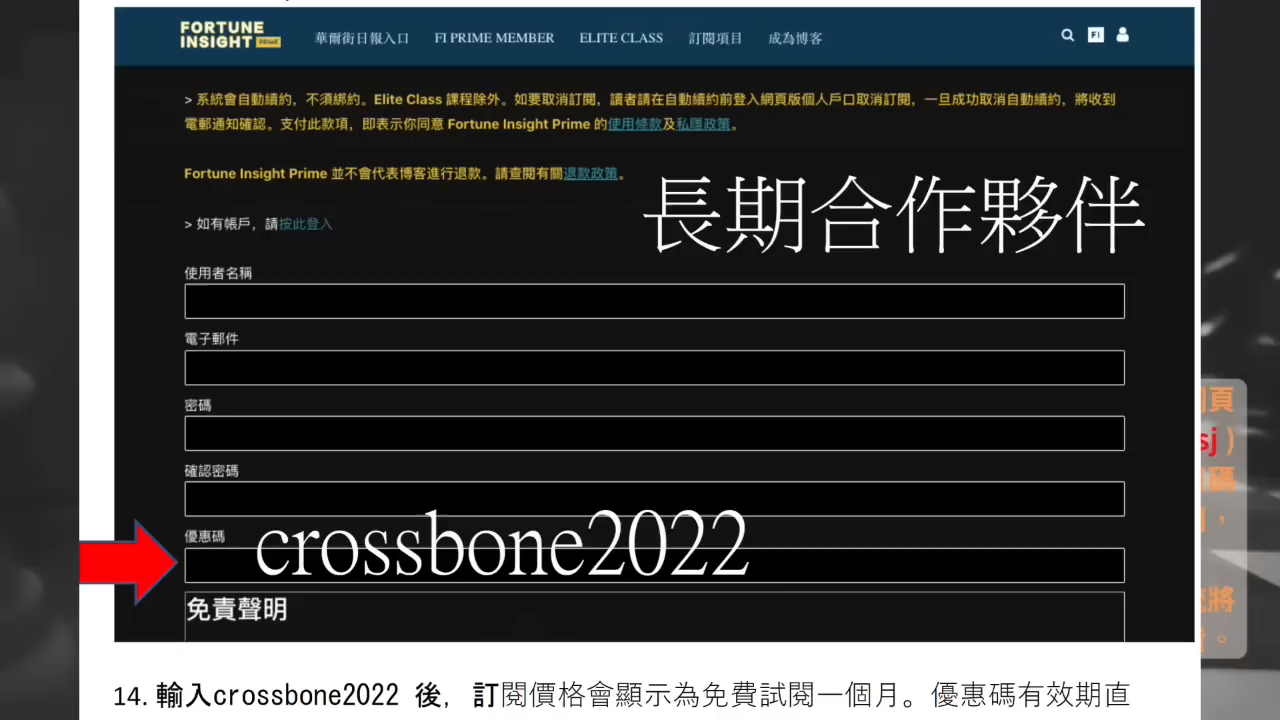 FORTUNE
INSIGHT PRIME
華爾街日報入口 FI PRIME MEMBER ELITE CLASS 訂閱項目 成為博客 FI
> 系統會自動續約，不須綁約。Elite Class 課程除外。如要取消訂閱，讀者請在自動續約前登入網頁版個人戶口取消訂閱，一旦成功取消自動續約，將收到
電郵通知確認。支付此款項，即表示你同意 Fortune Insight Prime 的使用條款及私隱政策。
Fortune Insight Prime 並不會代表博客進行退款。請查閱有關退款政策。
長期合作夥伴
> 如有帳戶，請按此登入
使用者名稱
電子郵件
密碼
確認密碼
優惠碼
crossbone2022
免責聲明
頁
sj )
，
將
。
14. 輸入crossbone2022 後，訂閱價格會顯示為免費試閱一個月。優惠碼有效期直